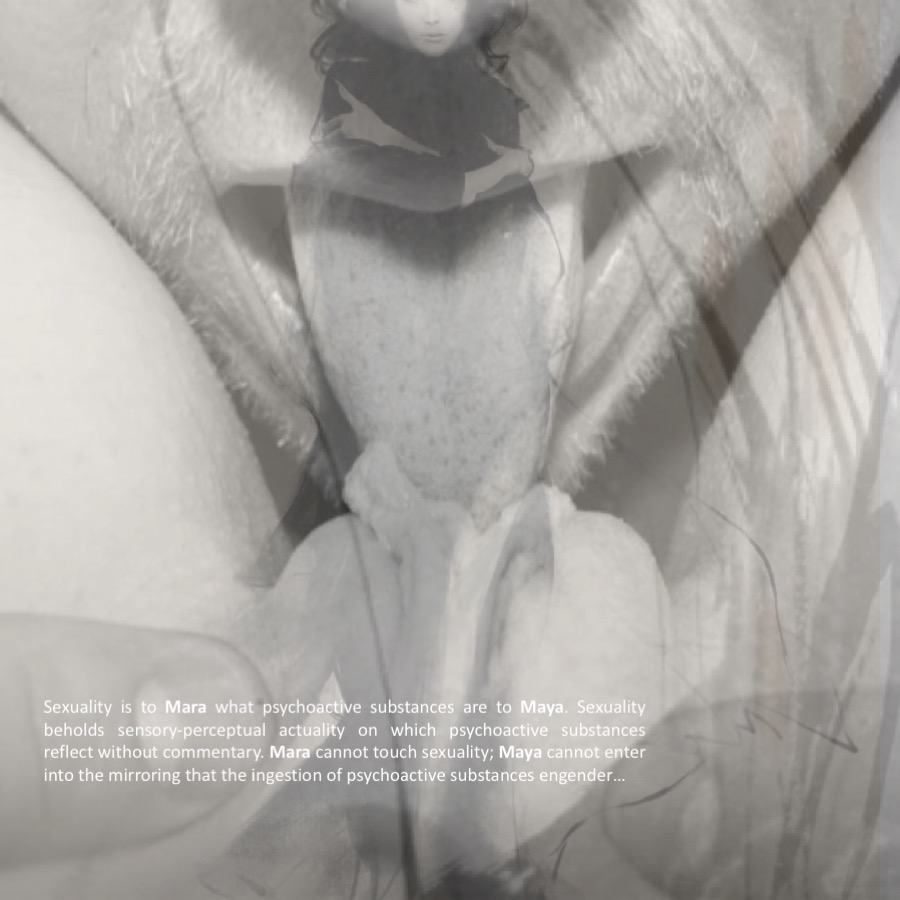 Sexuality is to Mara what psychoactive substances are to Maya. Sexuality
beholds sensory-perceptual actuality on which psychoactive substances
reflect without commentary. Mara cannot touch sexuality; Maya cannot enter
into the mirroring that the ingestion of psychoactive substances engender...